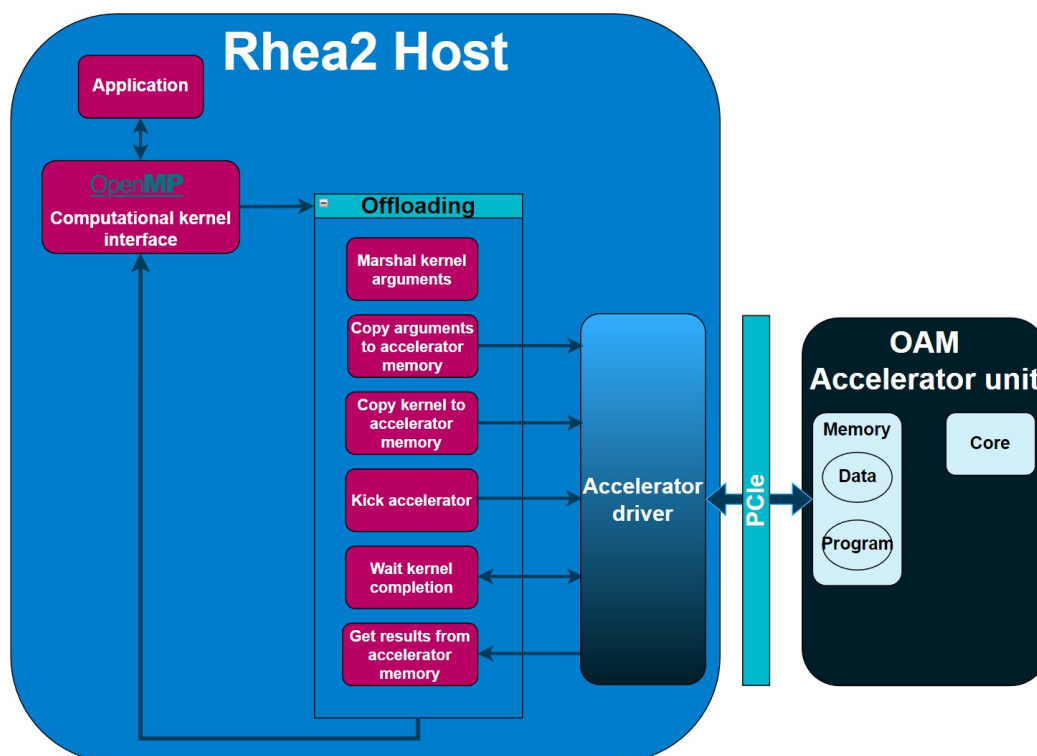 Rhea2 Host
Application
OpenMP
Computational kernel
interface
Offloading
Marshal kernel
arguments
Copy arguments
to accelerator
memory
Copy kernel to
accelerator
memory
Kick accelerator
Wait kernel
completion
Get results from
accelerator
memory
Accelerator
driver
PCIe
OAM
Accelerator unit
Memory
Data
Program
Core